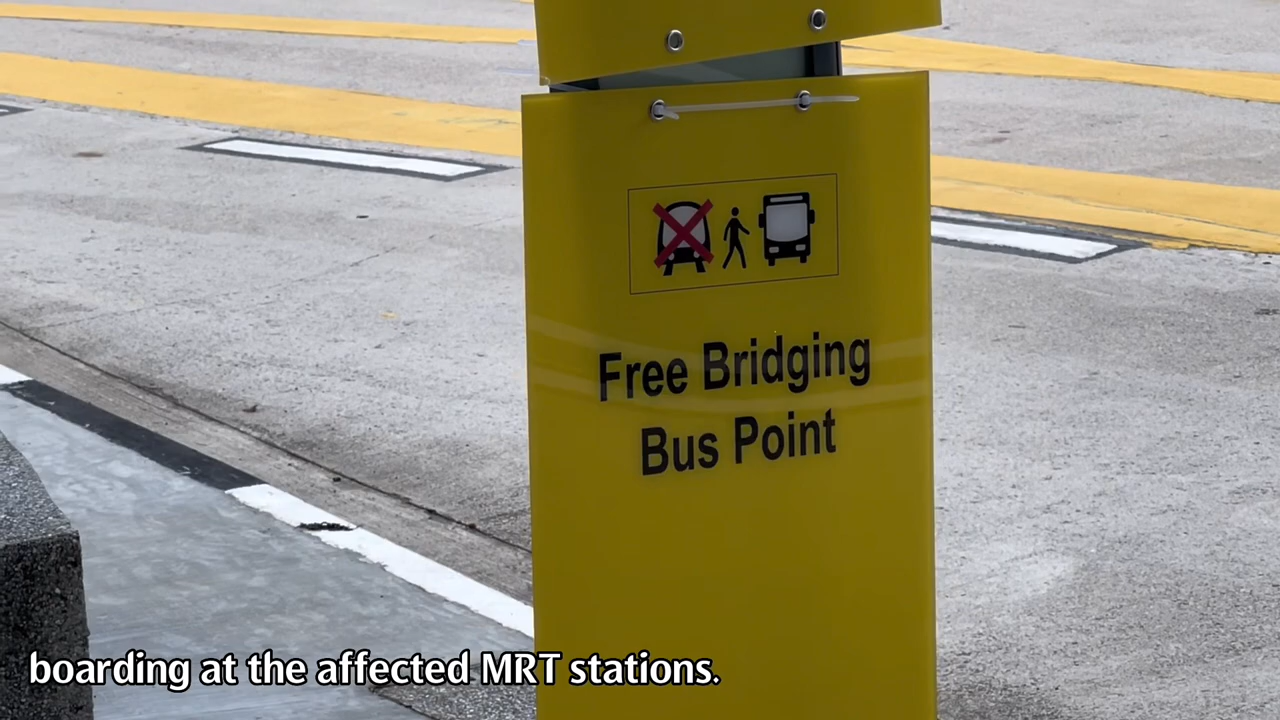 Free Bridging
Bus Point
boarding at the affected MRT stations.